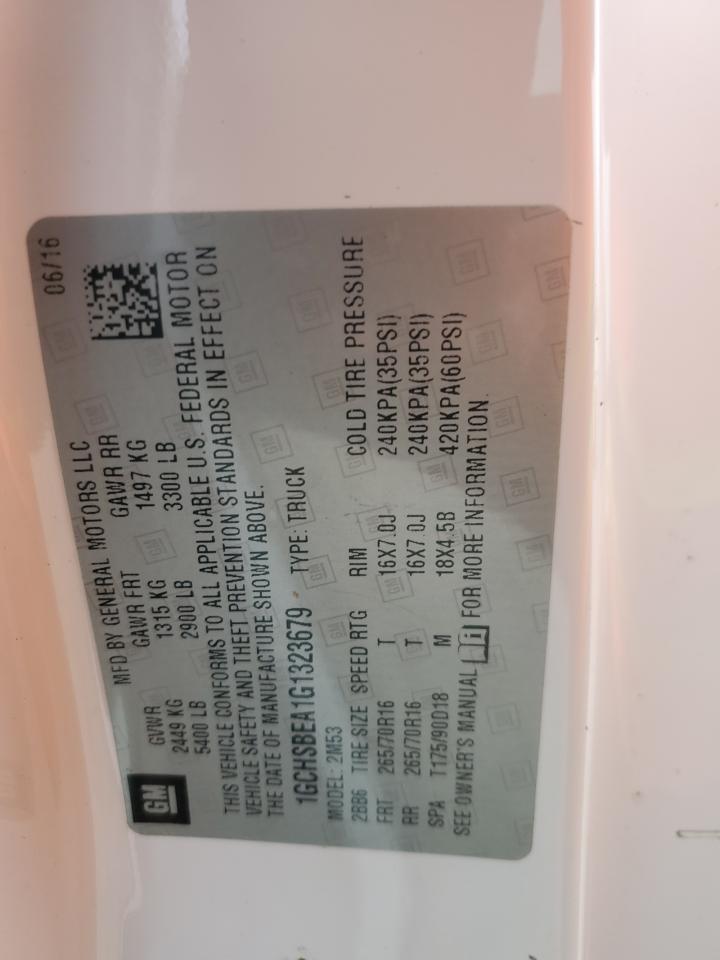 GM
MFD BY GENERAL MOTORS LLC
06/16
GVWR GAWR FRT GAWR RR
2449 KG 1315 KG 1497 KG
5400 LB 2900 LB 3300 LB
THIS VEHICLE CONFORMS TO ALL APPLICABLE U.S. FEDERAL MOTOR
VEHICLE SAFETY AND THEFT PREVENTION STANDARDS IN EFFECT ON
THE DATE OF MANUFACTURE SHOWN ABOVE.
1GCHSBEA1G1323679 TYPE: TRUCK
MODEL: 2M53
2BB6 TIRE SIZE SPEED RTG RIM COLD TIRE PRESSURE
FRT 265/70R16 T 16X7.0J 240KPA(35PSI)
RR 265/70R16 T 16X7.0J 240KPA(35PSI)
SPA T175/90D18 M 18X4.5B 420KPA(60PSI)
SEE OWNER'S MANUAL FOR MORE INFORMATION.